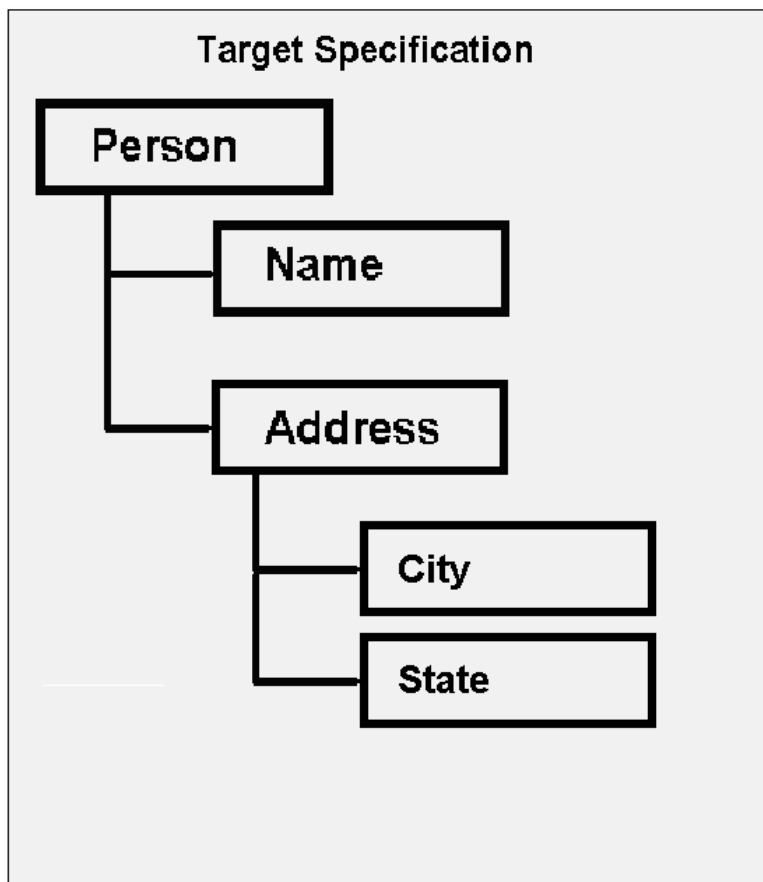 Target Specification
Person
Name
Address
City
State